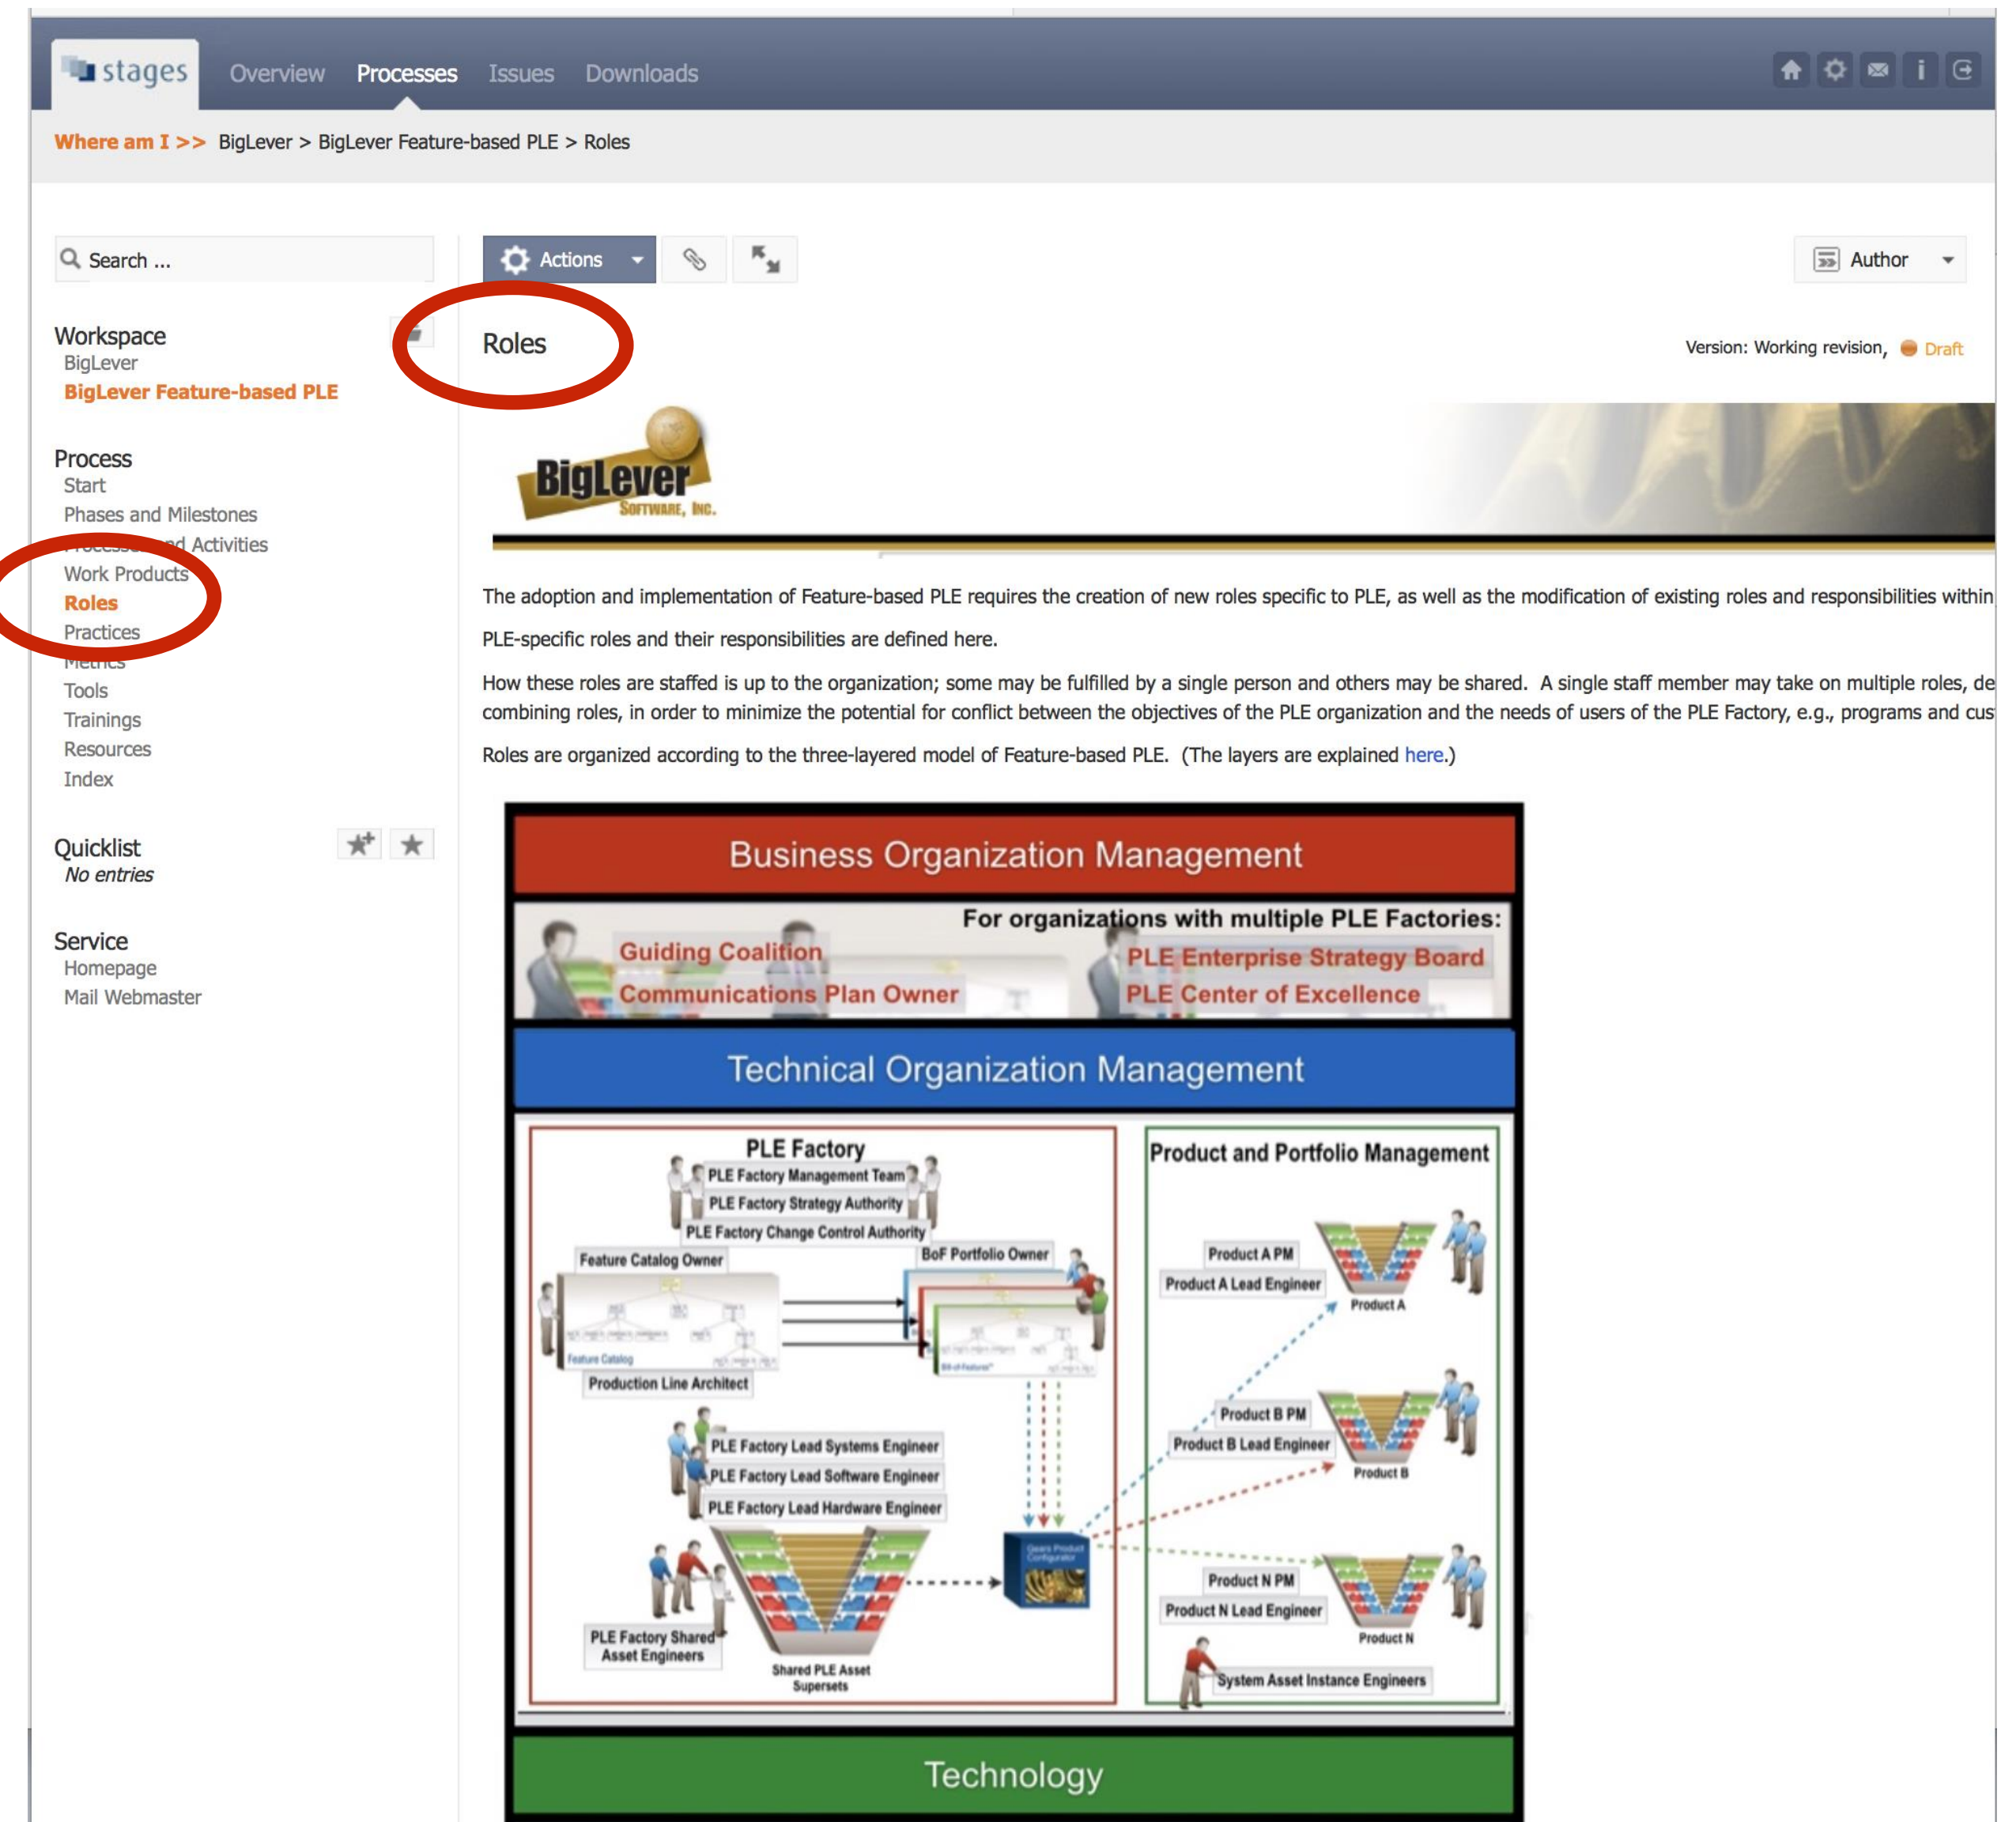 stages
Overview Processes Issues Downloads
Where am I >> BigLever > BigLever Feature-based PLE > Roles
Search ...
Actions
Author
Workspace
BigLever
BigLever Feature-based PLE
Process
Start
Phases and Milestones
Processes and Activities
Work Products
Roles
Practices
Metrics
Tools
Trainings
Resources
Index
Quicklist
No entries
Service
Homepage
Mail Webmaster
Roles
Version: Working revision, Draft
BigLever
SOFTWARE, INC.
The adoption and implementation of Feature-based PLE requires the creation of new roles specific to PLE, as well as the modification of existing roles and responsibilities within
PLE-specific roles and their responsibilities are defined here.
How these roles are staffed is up to the organization; some may be fulfilled by a single person and others may be shared. A single staff member may take on multiple roles, de
combining roles, in order to minimize the potential for conflict between the objectives of the PLE organization and the needs of users of the PLE Factory, e.g., programs and cus
Roles are organized according to the three-layered model of Feature-based PLE. (The layers are explained here.)
Business Organization Management
For organizations with multiple PLE Factories:
Guiding Coalition
Communications Plan Owner
PLE Enterprise Strategy Board
PLE Center of Excellence
Technical Organization Management
PLE Factory
PLE Factory Management Team
PLE Factory Strategy Authority
PLE Factory Change Control Authority
Feature Catalog Owner
BoF Portfolio Owner
Feature Catalog
Bill-of-Features™
Production Line Architect
PLE Factory Lead Systems Engineer
PLE Factory Lead Software Engineer
PLE Factory Lead Hardware Engineer
Gears Product
Configurator
PLE Factory Shared
Asset Engineers
Shared PLE Asset
Supersets
Product and Portfolio Management
Product A PM
Product A Lead Engineer
Product A
Product B PM
Product B Lead Engineer
Product B
Product N PM
Product N Lead Engineer
Product N
System Asset Instance Engineers
Technology